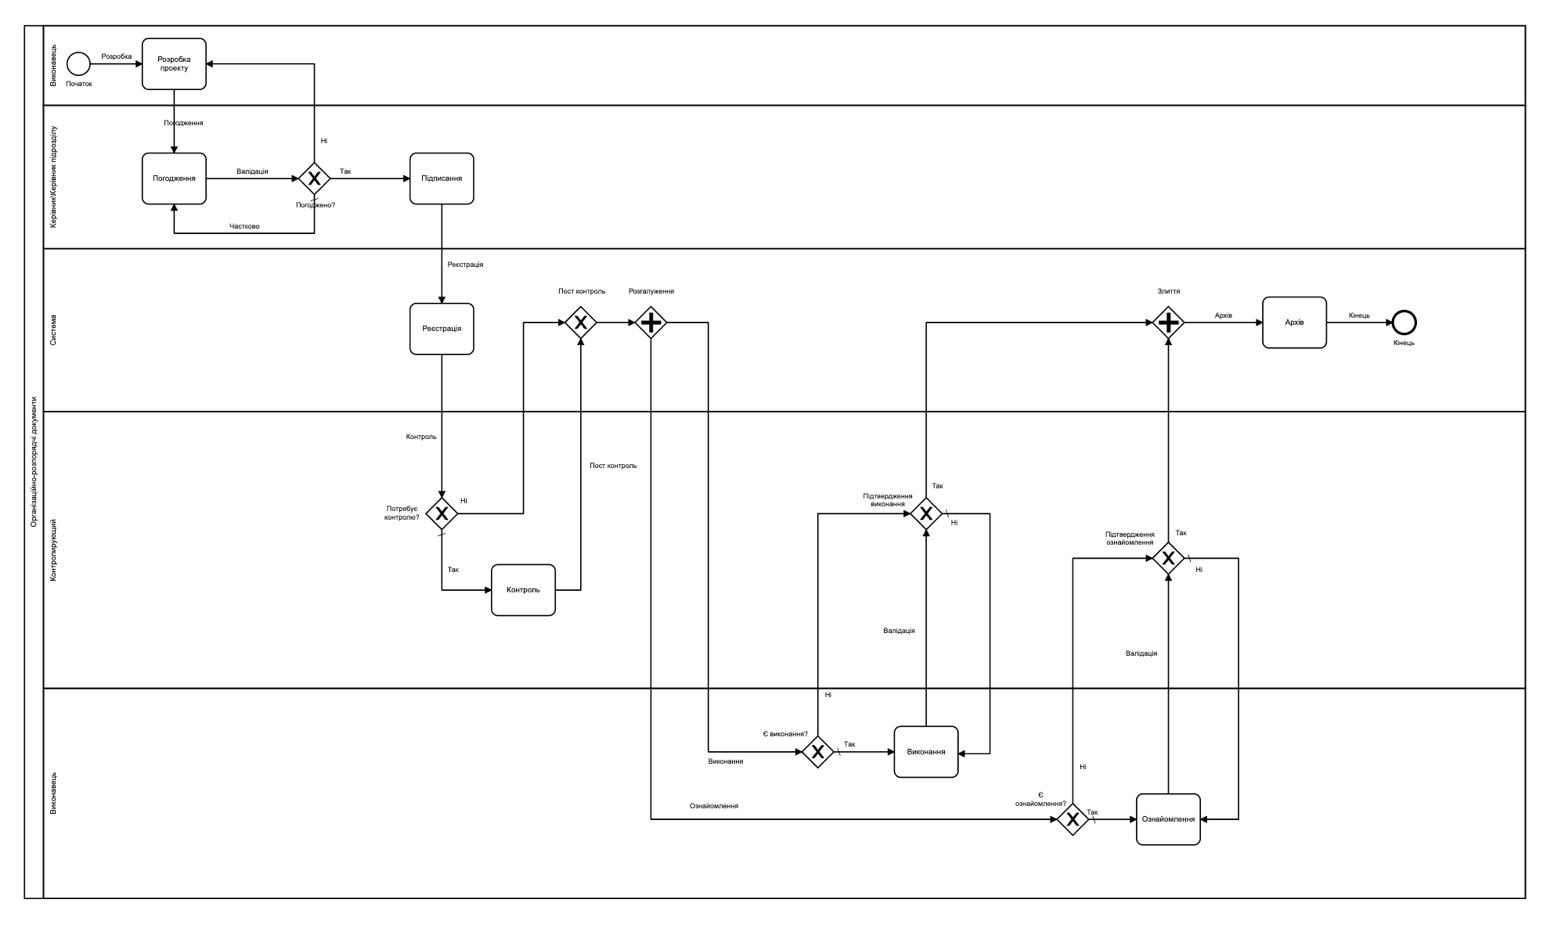 Організаційно-розпорядчі документи
Виконавець
Початок
Розробка
Розробка
проекту
Керівник\Керівник підрозділу
Погодження
Погодження
Валідація
Ні
Так
Погоджено?
Частково
Підписання
Система
Реєстрація
Реєстрація
Пост контроль
Розгалуження
Злиття
Архів
Архів
Кінець
Кінець
Контролирующий
Контроль
Потребує
контролю?
Ні
Так
Контроль
Пост контроль
Підтвердження
виконання
Так
Ні
Валідація
Підтвердження
ознайомлення
Так
Ні
Валідація
Виконавець
Виконання
Є виконання?
Ні
Так
Виконання
Ознайомлення
Є
ознайомлення?
Ні
Так
Ознайомлення